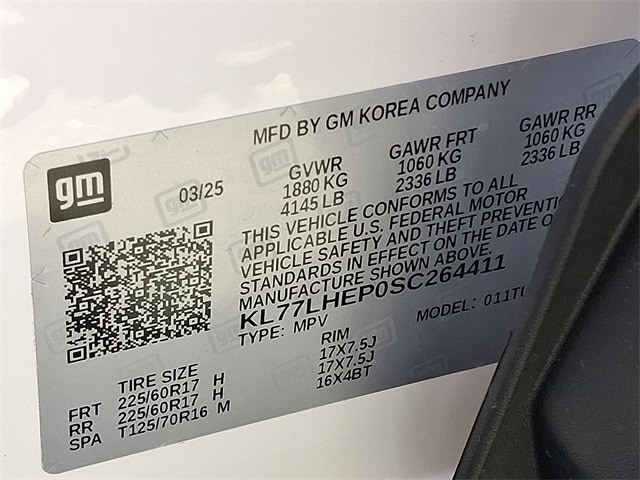 MFD BY GM KOREA COMPANY
gm
03/25
GVWR
1880 KG
4145 LB
GAWR FRT
1060 KG
2336 LB
GAWR RR
1060 KG
2336 LB
THIS VEHICLE CONFORMS TO ALL
APPLICABLE U.S. FEDERAL MOTOR
VEHICLE SAFETY AND THEFT PREVENTI
STANDARDS IN EFFECT ON THE DATE O
MANUFACTURE SHOWN ABOVE.
KL77LHEP0SC264411
TYPE: MPV
MODEL: 011TU
TIRE SIZE
RIM
FRT 225/60R17 H 17X7.5J
RR 225/60R17 H 17X7.5J
SPA T125/70R16 M 16X4BT